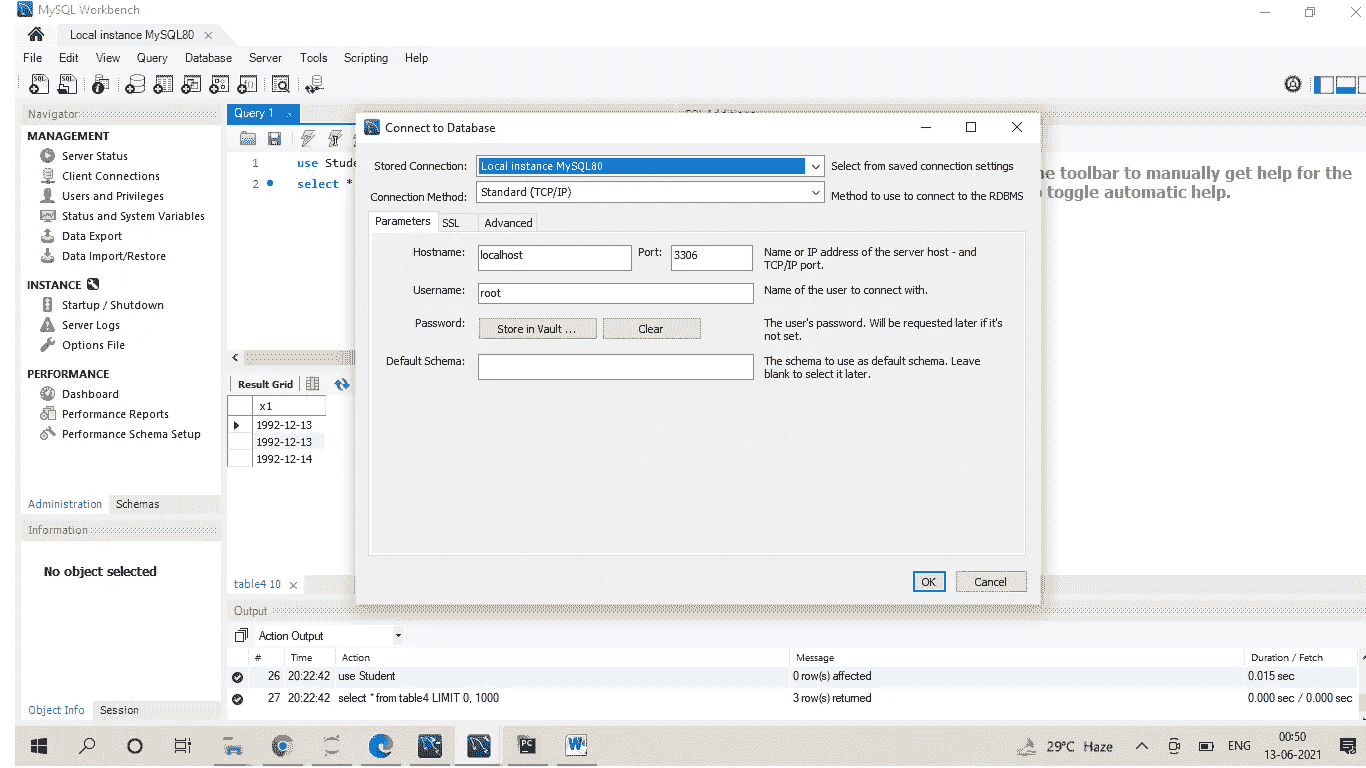 MySQL Workbench
Local instance MySQL80
File Edit View Query Database Server Tools Scripting Help
Navigator
MANAGEMENT
Server Status
Client Connections
Users and Privileges
Status and System Variables
Data Export
Data Import/Restore
INSTANCE
Startup / Shutdown
Server Logs
Options File
PERFORMANCE
Dashboard
Performance Reports
Performance Schema Setup
Administration Schemas
Information
No object selected
Object Info Session
Query 1
1 use Stude
2 select *
Connect to Database
Stored Connection: Local instance MySQL80 Select from saved connection settings
Connection Method: Standard (TCP/IP) Method to use to connect to the RDBMS
Parameters SSL Advanced
Hostname: localhost Port: 3306 Name or IP address of the server host - and
TCP/IP port.
Username: root Name of the user to connect with.
Password: Store in Vault ... Clear The user's password. Will be requested later if it's
not set.
Default Schema: The schema to use as default schema. Leave
blank to select it later.
OK Cancel
e toolbar to manually get help for the
toggle automatic help.
Result Grid
x1
1992-12-13
1992-12-13
1992-12-14
table4 10
Output
Action Output
# Time Action Message Duration / Fetch
26 20:22:42 use Student 0 row(s) affected 0.015 sec
27 20:22:42 select * from table4 LIMIT 0, 1000 3 row(s) returned 0.000 sec / 0.000 sec
29°C Haze ENG
00:50
13-06-2021